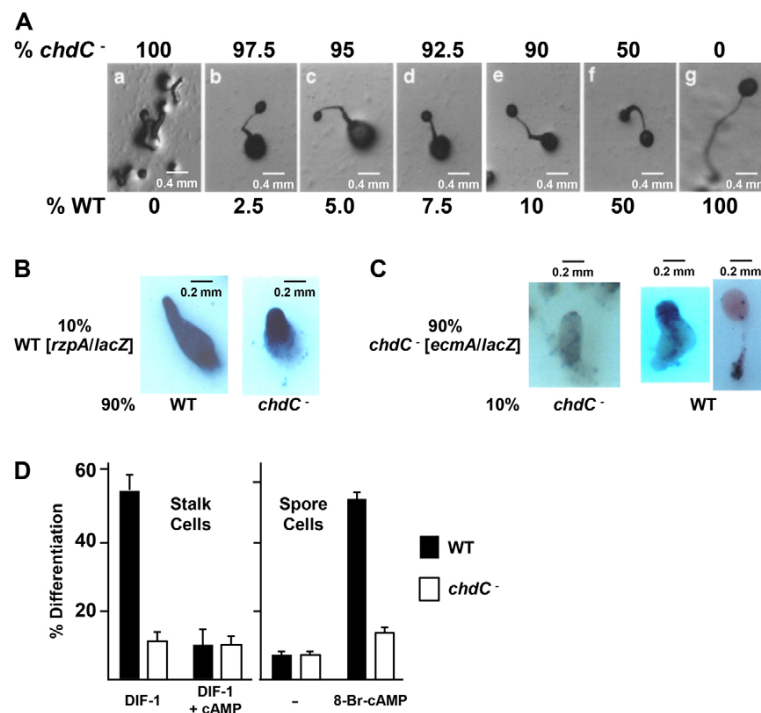 A
% chdC - 100 97.5 95 92.5 90 50 0
a b c d e f g
0.4 mm 0.4 mm 0.4 mm 0.4 mm 0.4 mm 0.4 mm 0.4 mm
% WT 0 2.5 5.0 7.5 10 50 100
B
0.2 mm 0.2 mm
10%
WT [rzpA/lacZ]
90% WT chdC -
C
0.2 mm 0.2 mm 0.2 mm
90%
chdC - [ecmA/lacZ]
10% chdC - WT
D
% Differentiation
60
40
20
Stalk
Cells
Spore
Cells
WT
chdC -
DIF-1
DIF-1
+ cAMP
–
8-Br-cAMP